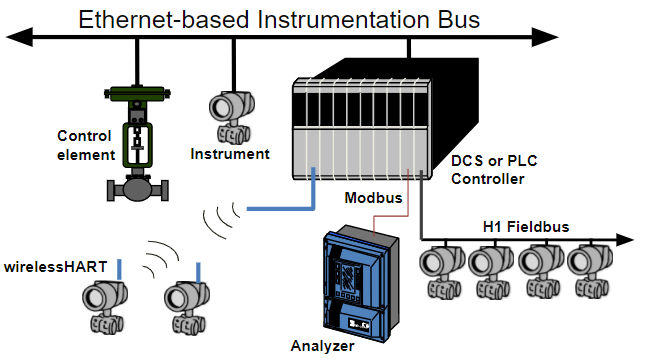 Ethernet-based Instrumentation Bus
Control
element
Instrument
DCS or PLC
Controller
Modbus
H1 Fieldbus
wirelessHART
Analyzer